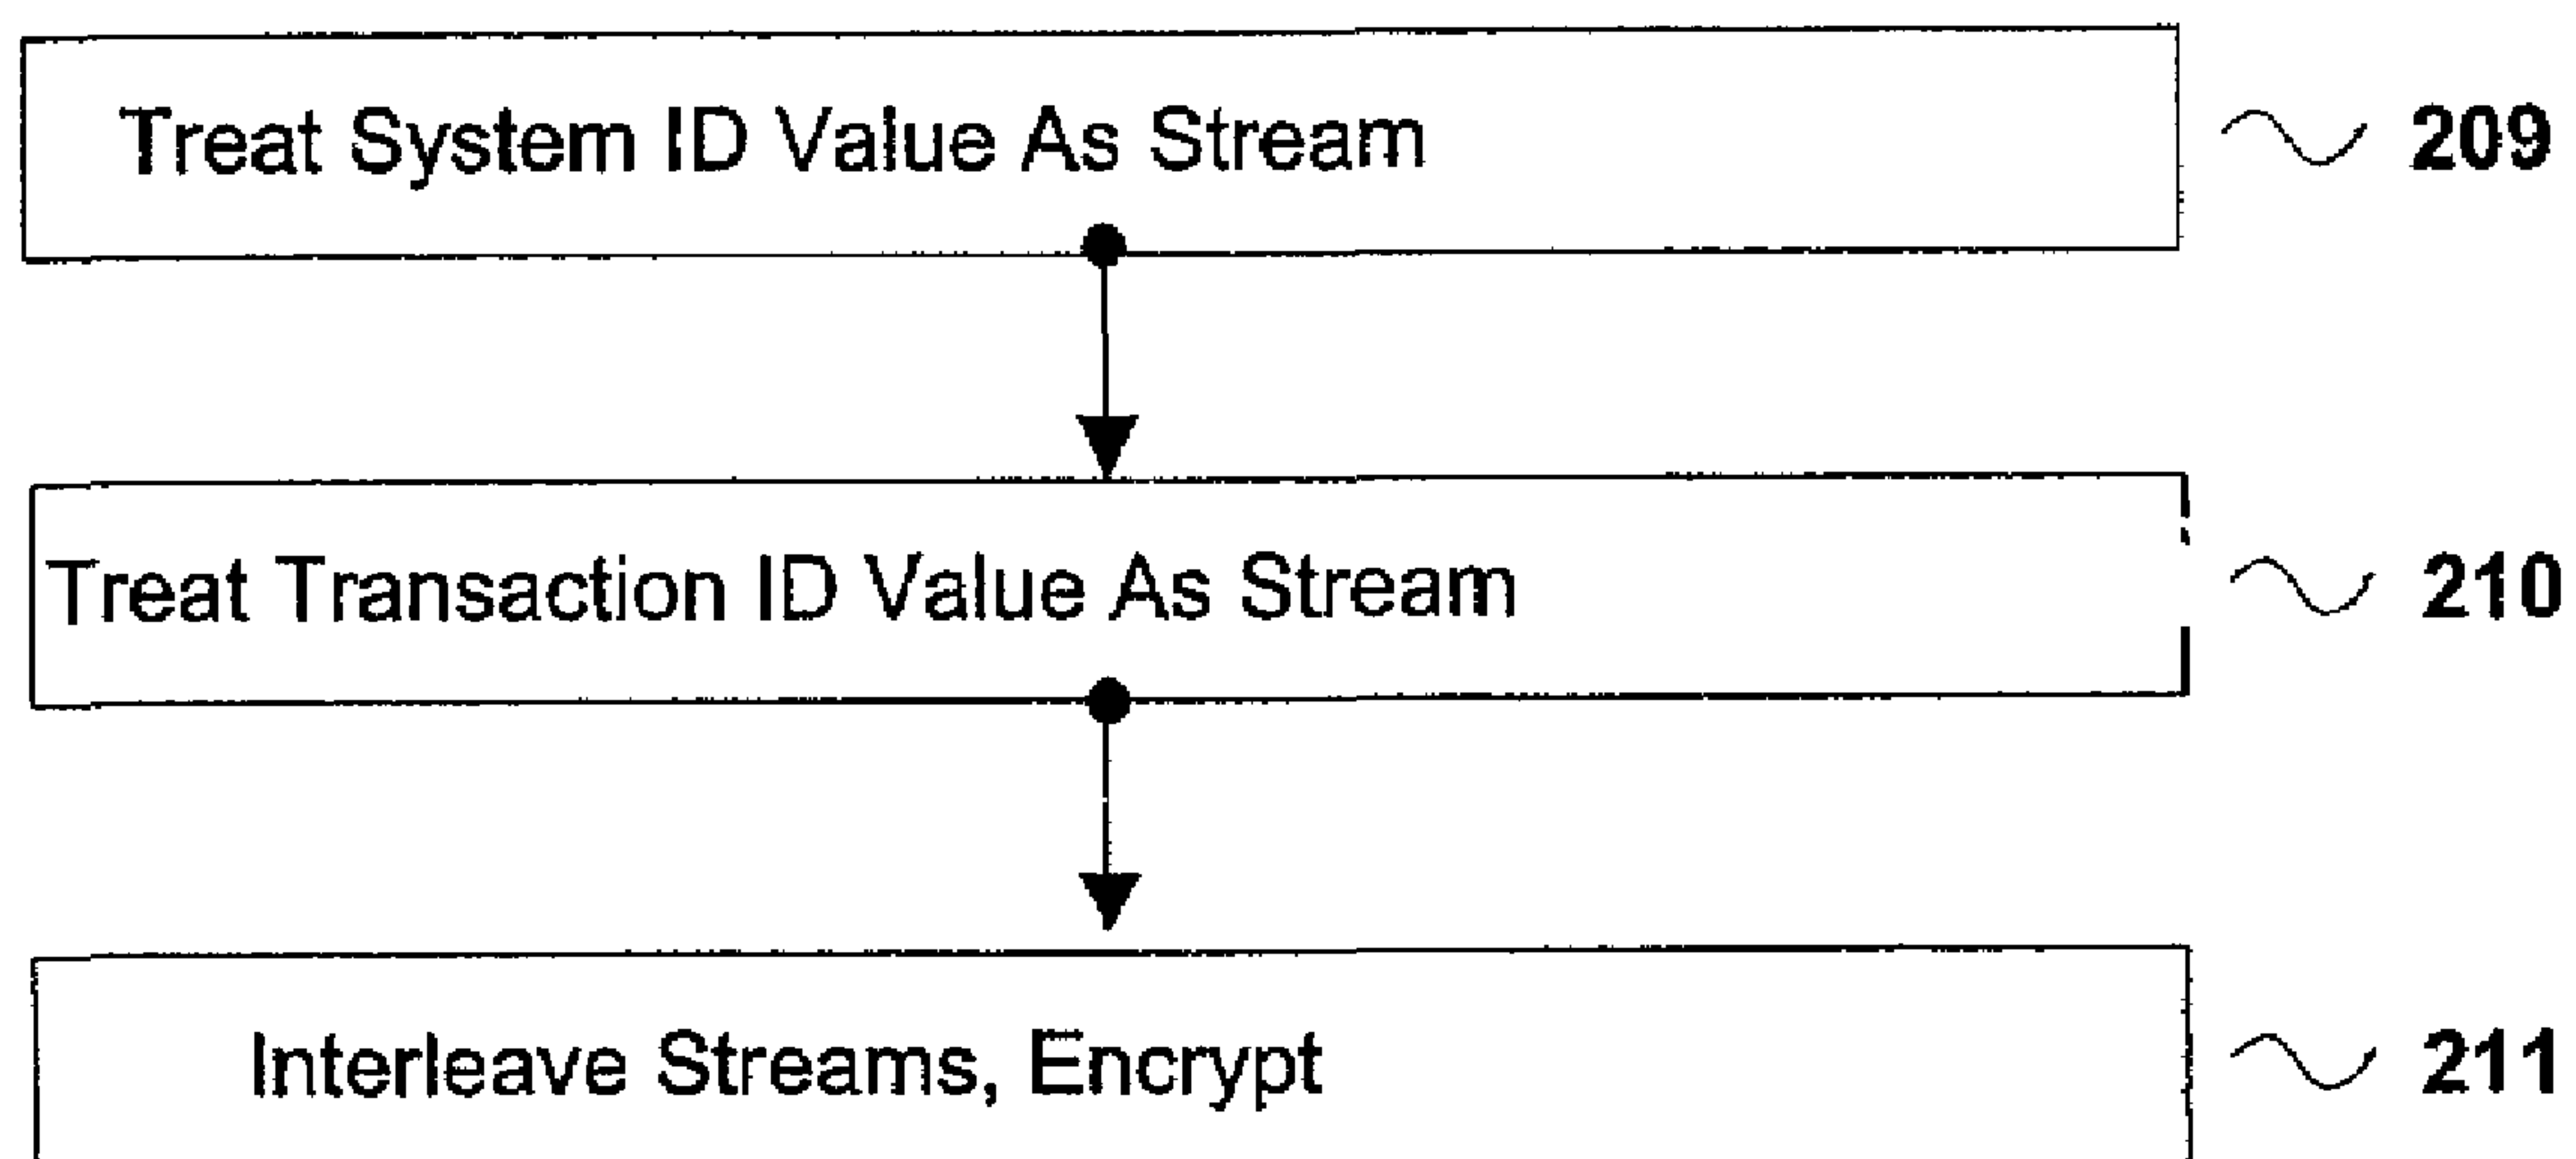 Treat System ID Value As Stream 209
Treat Transaction ID Value As Stream 210
Interleave Streams, Encrypt 211